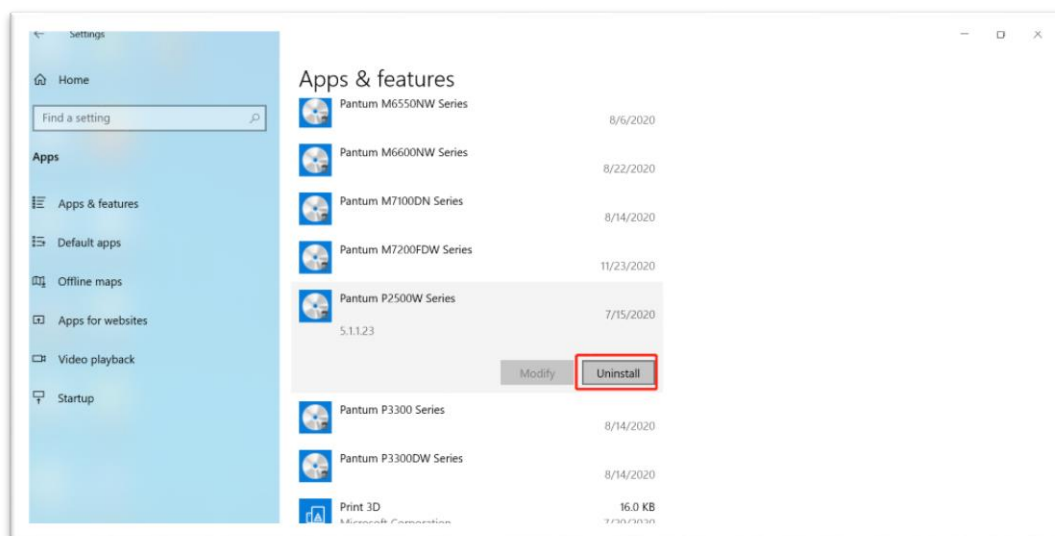 Settings
Home
Find a setting
Apps
Apps & features
Default apps
Offline maps
Apps for websites
Video playback
Startup
Apps & features
Pantum M6550NW Series
8/6/2020
Pantum M6600NW Series
8/22/2020
Pantum M7100DN Series
8/14/2020
Pantum M7200FDW Series
11/23/2020
Pantum P2500W Series
7/15/2020
5.1.1.23
Modify Uninstall
Pantum P3300 Series
8/14/2020
Pantum P3300DW Series
8/14/2020
Print 3D 16.0 KB
Microsoft Corporation